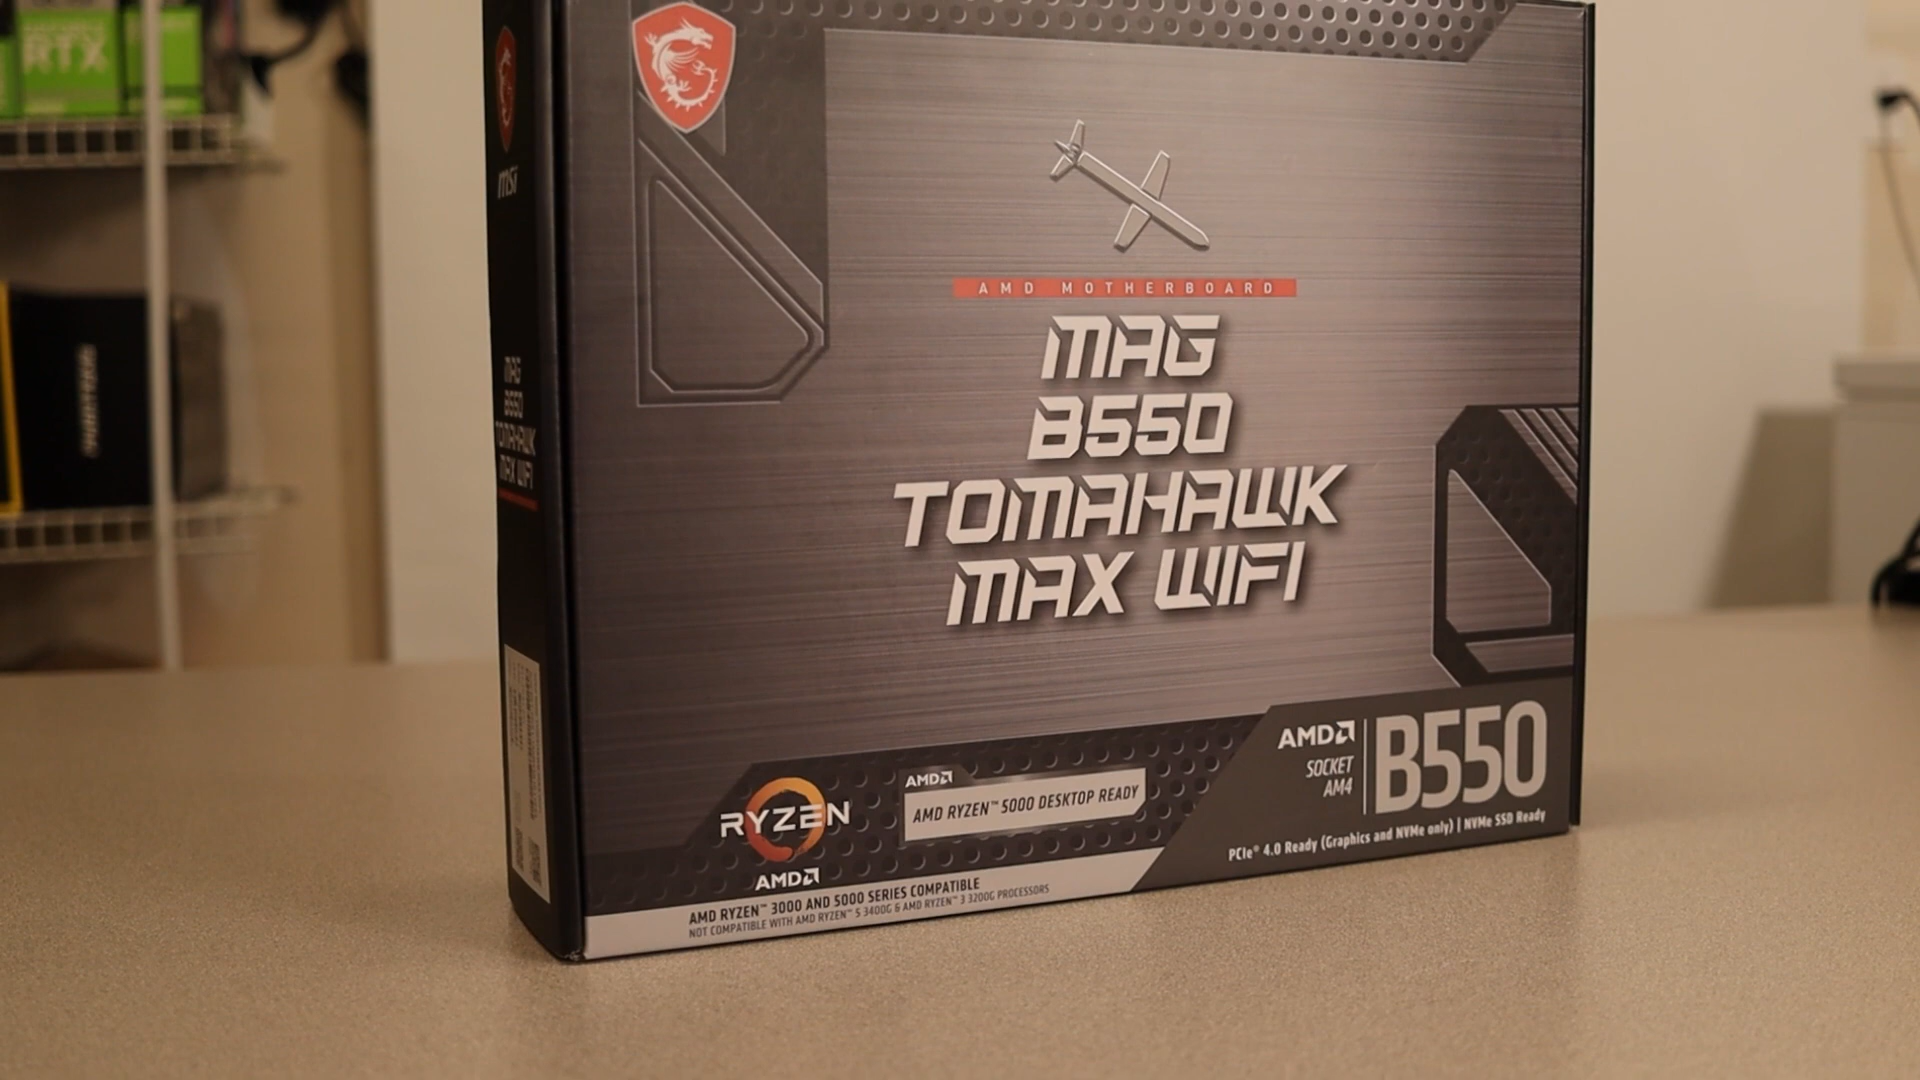 RTX
msi
MAG
B550
TOMAHAWK
MAX WIFI
AMD MOTHERBOARD
MAG
B550
TOMAHAWK
MAX WIFI
AMD
SOCKET
AM4
B550
PCIe® 4.0 Ready (Graphics and NVMe only) | NVMe SSD Ready
RYZEN
AMD
AMD
AMD RYZEN™ 5000 DESKTOP READY
AMD RYZEN™ 3000 AND 5000 SERIES COMPATIBLE
NOT COMPATIBLE WITH AMD RYZEN™ 5 3400G & AMD RYZEN™ 3 3200G PROCESSORS